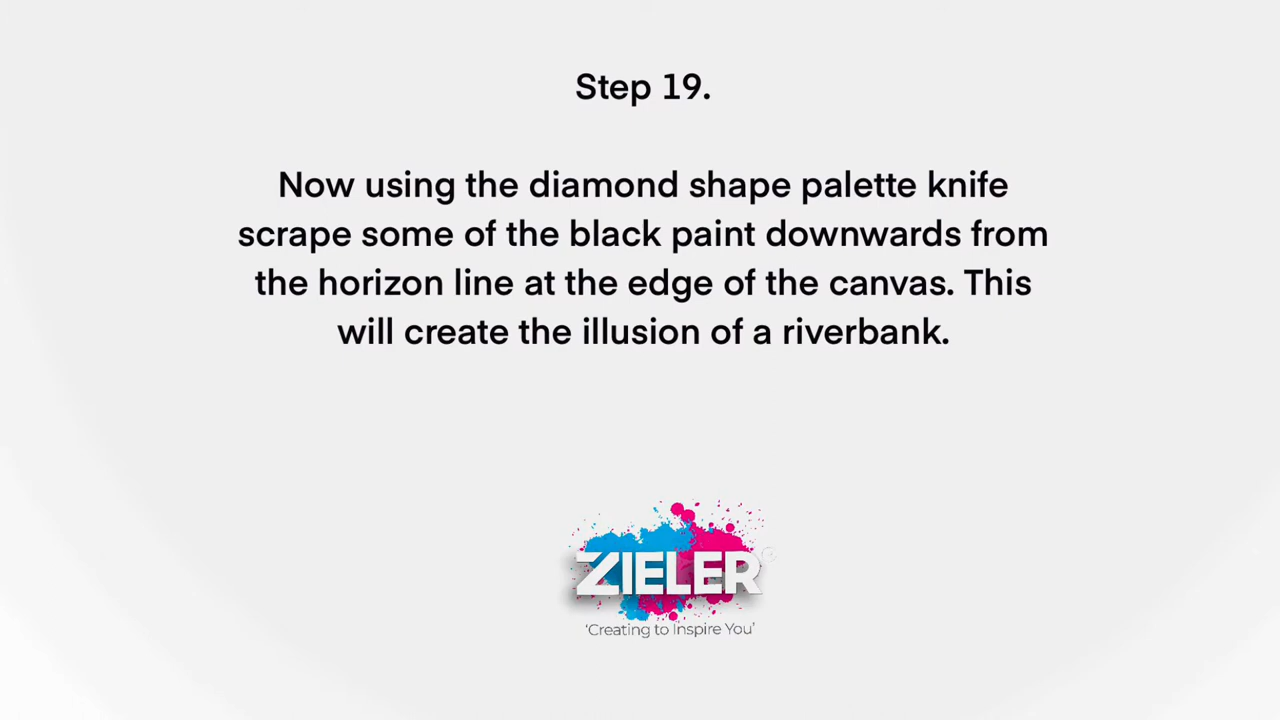 Step 19.
Now using the diamond shape palette knife
scrape some of the black paint downwards from
the horizon line at the edge of the canvas. This
will create the illusion of a riverbank.
ZIELER
‘Creating to Inspire You’